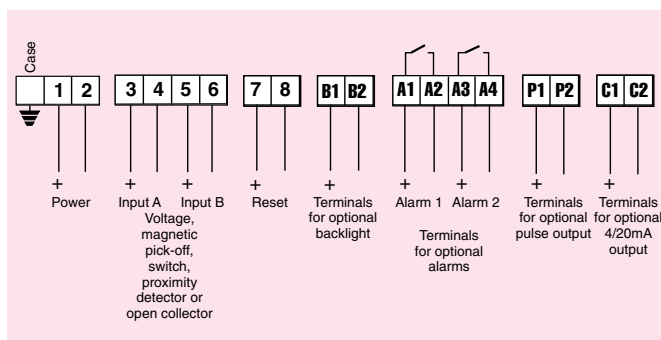 Case
1 2 3 4 5 6 7 8 B1 B2 A1 A2 A3 A4 P1 P2 C1 C2
+ + + + + + + + +
Power
Input A Input B
Voltage,
magnetic
pick-off,
switch,
proximity
detector or
open collector
Reset
Terminals
for optional
backlight
Alarm 1 Alarm 2
Terminals
for optional
alarms
Terminals
for optional
pulse output
Terminals
for optional
4/20mA
output